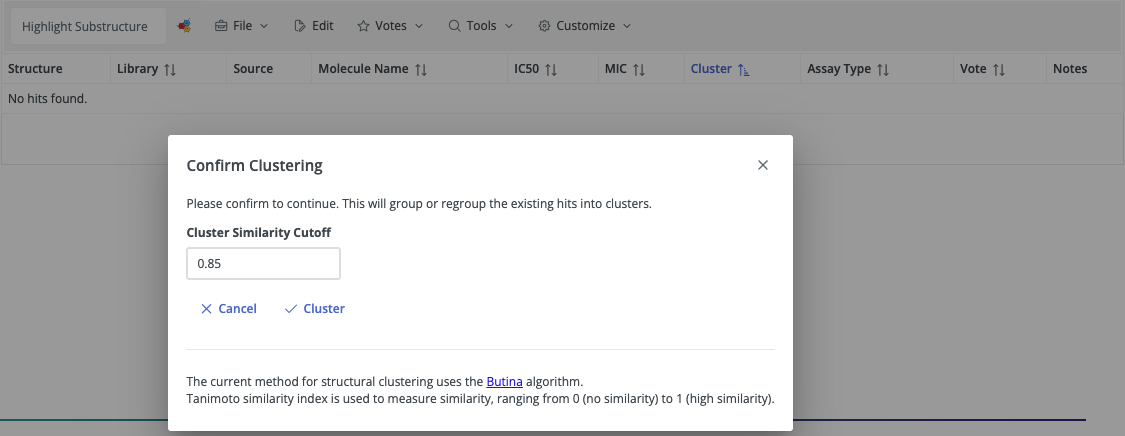 Highlight Substructure File Edit Votes Tools Customize
Structure Library Source Molecule Name IC50 MIC Cluster Assay Type Vote Notes
No hits found.
Confirm Clustering
Please confirm to continue. This will group or regroup the existing hits into clusters.
Cluster Similarity Cutoff
0.85
Cancel Cluster
The current method for structural clustering uses the Butina algorithm.
Tanimoto similarity index is used to measure similarity, ranging from 0 (no similarity) to 1 (high similarity).